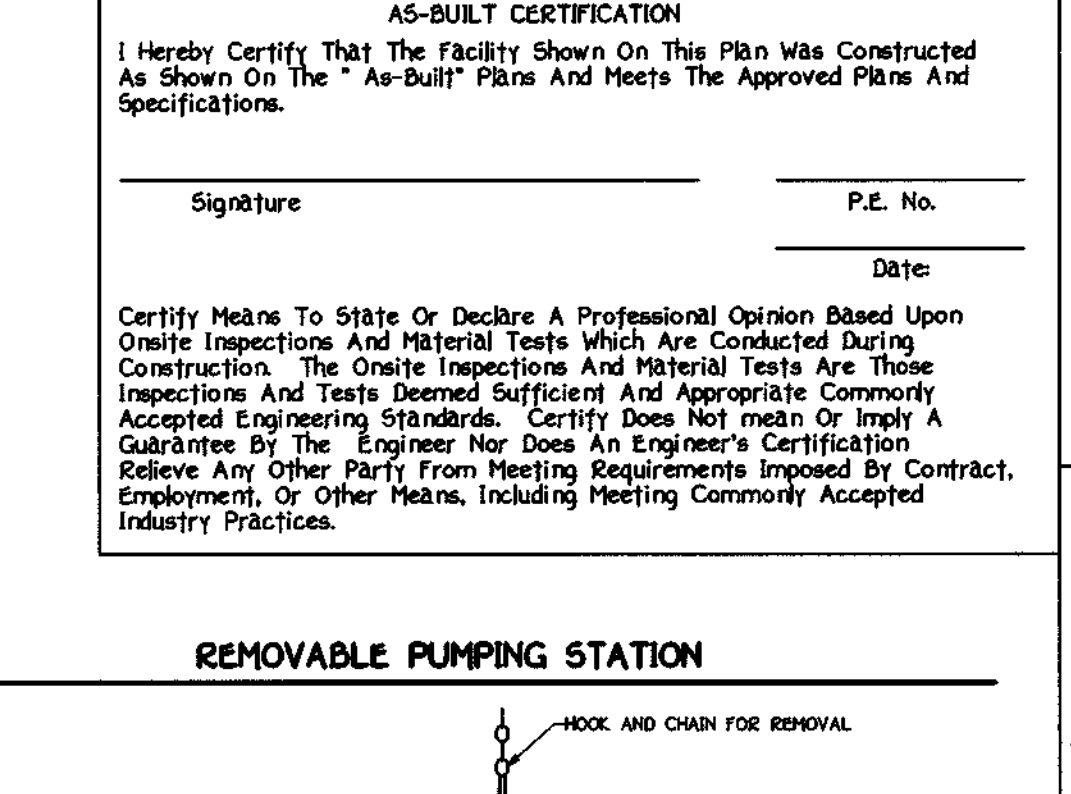 AS-BUILT CERTIFICATION
I Hereby Certify That The Facility Shown On This Plan Was Constructed
As Shown On The " As-Built" Plans And Meets The Approved Plans And
Specifications.
Signature
P.E. No.
Date:
Certify Means To State Or Declare A Professional Opinion Based Upon
Onsite Inspections And Material Tests Which Are Conducted During
Construction. The Onsite Inspections And Material Tests Are Those
Inspections And Tests Deemed Sufficient And Appropriate Commonly
Accepted Engineering Standards. Certify Does Not mean Or Imply A
Guarantee By The Engineer Nor Does An Engineer's Certification
Relieve Any Other Party From Meeting Requirements Imposed By Contract,
Employment, Or Other Means, Including Meeting Commonly Accepted
Industry Practices.
REMOVABLE PUMPING STATION
HOOK AND CHAIN FOR REMOVAL